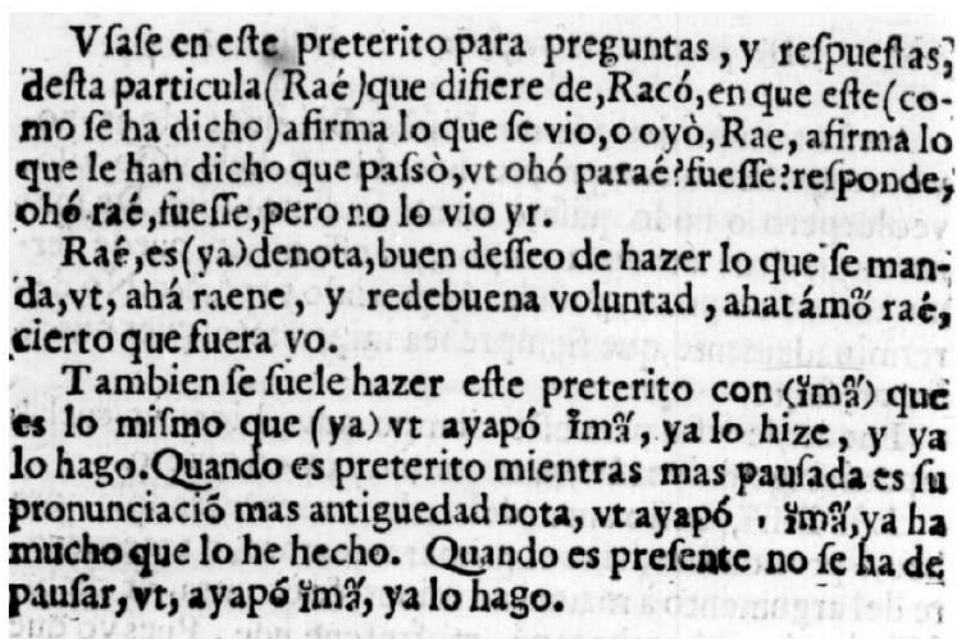 Vſaſe en eſte preterito para preguntas, y reſpueſtas,
deſta particula (Raé) que difiere de, Racó, en que eſte (co-
mo ſe ha dicho) afirma lo que ſe vio, o oyò, Rae, afirma lo
que le han dicho que paſsò, vt ohó paraé? fueſſe? reſponde,
ohó raé, fueſſe, pero no lo vio yr.
Raé, es (ya) denota, buen deſſeo de hazer lo que ſe man-
da, vt, ahá raene, y redebuena voluntad, ahatámo᷈ raé,
cierto que fuera yo.
Tambien ſe ſuele hazer eſte preterito con (y᷈ma᷈) que
es lo miſmo que (ya) vt ayapó y᷈ma᷈, ya lo hize, y ya
lo hago. Quando es preterito mientras mas pauſada es ſu
pronunciació mas antiguedad nota, vt ayapó, y᷈ma᷈, ya ha
mucho que lo he hecho. Quando es preſente no ſe ha de
pauſar, vt, ayapó y᷈ma᷈, ya lo hago.